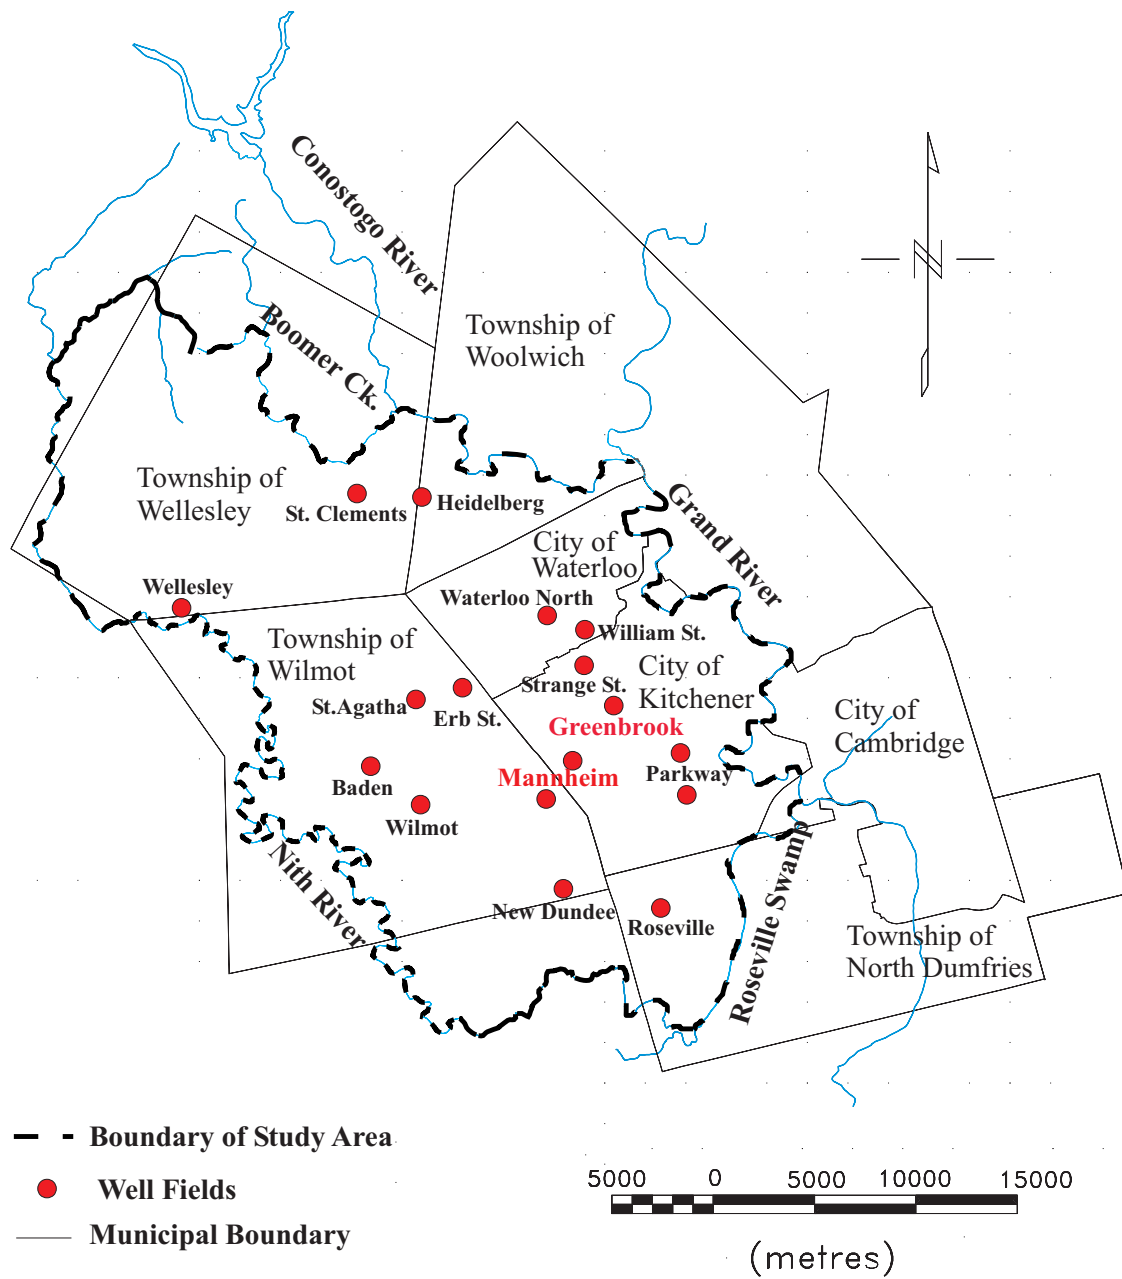 Conostogo River
Boomer Ck.
Township of
Woolwich
N
Township of
Wellesley
St. Clements
Heidelberg
Grand River
City of
Waterloo
Wellesley
Waterloo North
William St.
Township of
Wilmot
City of
Kitchener
Strange St.
St.Agatha
Erb St.
Greenbrook
City of
Cambridge
Mannheim
Parkway
Baden
Wilmot
Nith River
Roseville Swamp
New Dundee
Roseville
Township of
North Dumfries
Boundary of Study Area
Well Fields
Municipal Boundary
5000 0 5000 10000 15000
(metres)